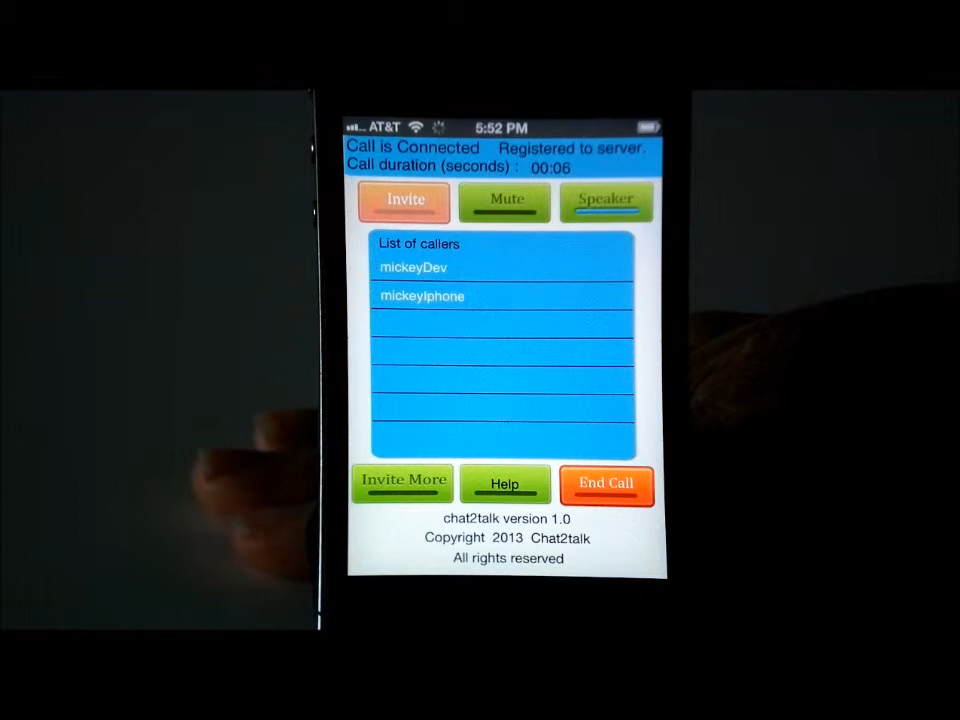 AT&T 5:52 PM
Call is Connected Registered to server.
Call duration (seconds) : 00:06
Invite Mute Speaker
List of callers
mickeyDev
mickeyIphone
Invite More Help End Call
chat2talk version 1.0
Copyright 2013 Chat2talk
All rights reserved